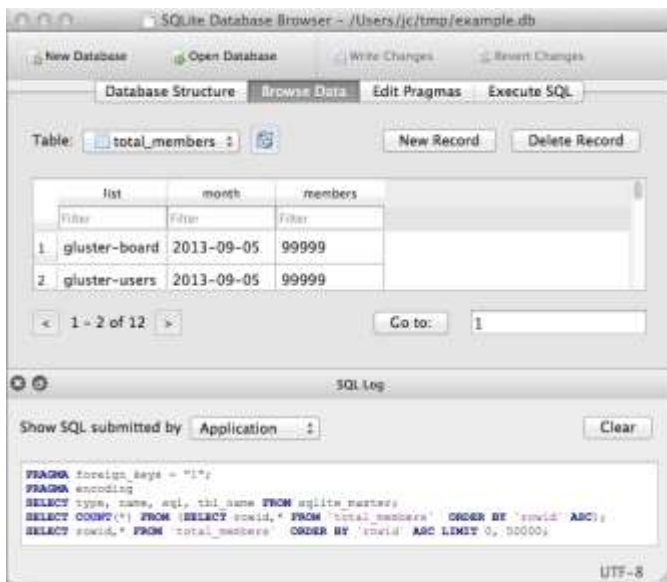 SQLite Database Browser - /Users/jc/tmp/example.db
New Database Open Database Write Changes Revert Changes
Database Structure Browse Data Edit Pragmas Execute SQL
Table: total_members New Record Delete Record
list month members
Filter Filter Filter
1 gluster-board 2013-09-05 99999
2 gluster-users 2013-09-05 99999
< 1 - 2 of 12 > Go to: 1
SQL Log
Show SQL submitted by Application Clear
PRAGMA foreign_keys = "1";
PRAGMA encoding
SELECT type, name, sql, tbl_name FROM sqlite_master;
SELECT COUNT(*) FROM (SELECT rowid,* FROM `total_members` ORDER BY `rowid` ASC);
SELECT rowid,* FROM `total_members` ORDER BY `rowid` ASC LIMIT 0, 50000;
UTF-8